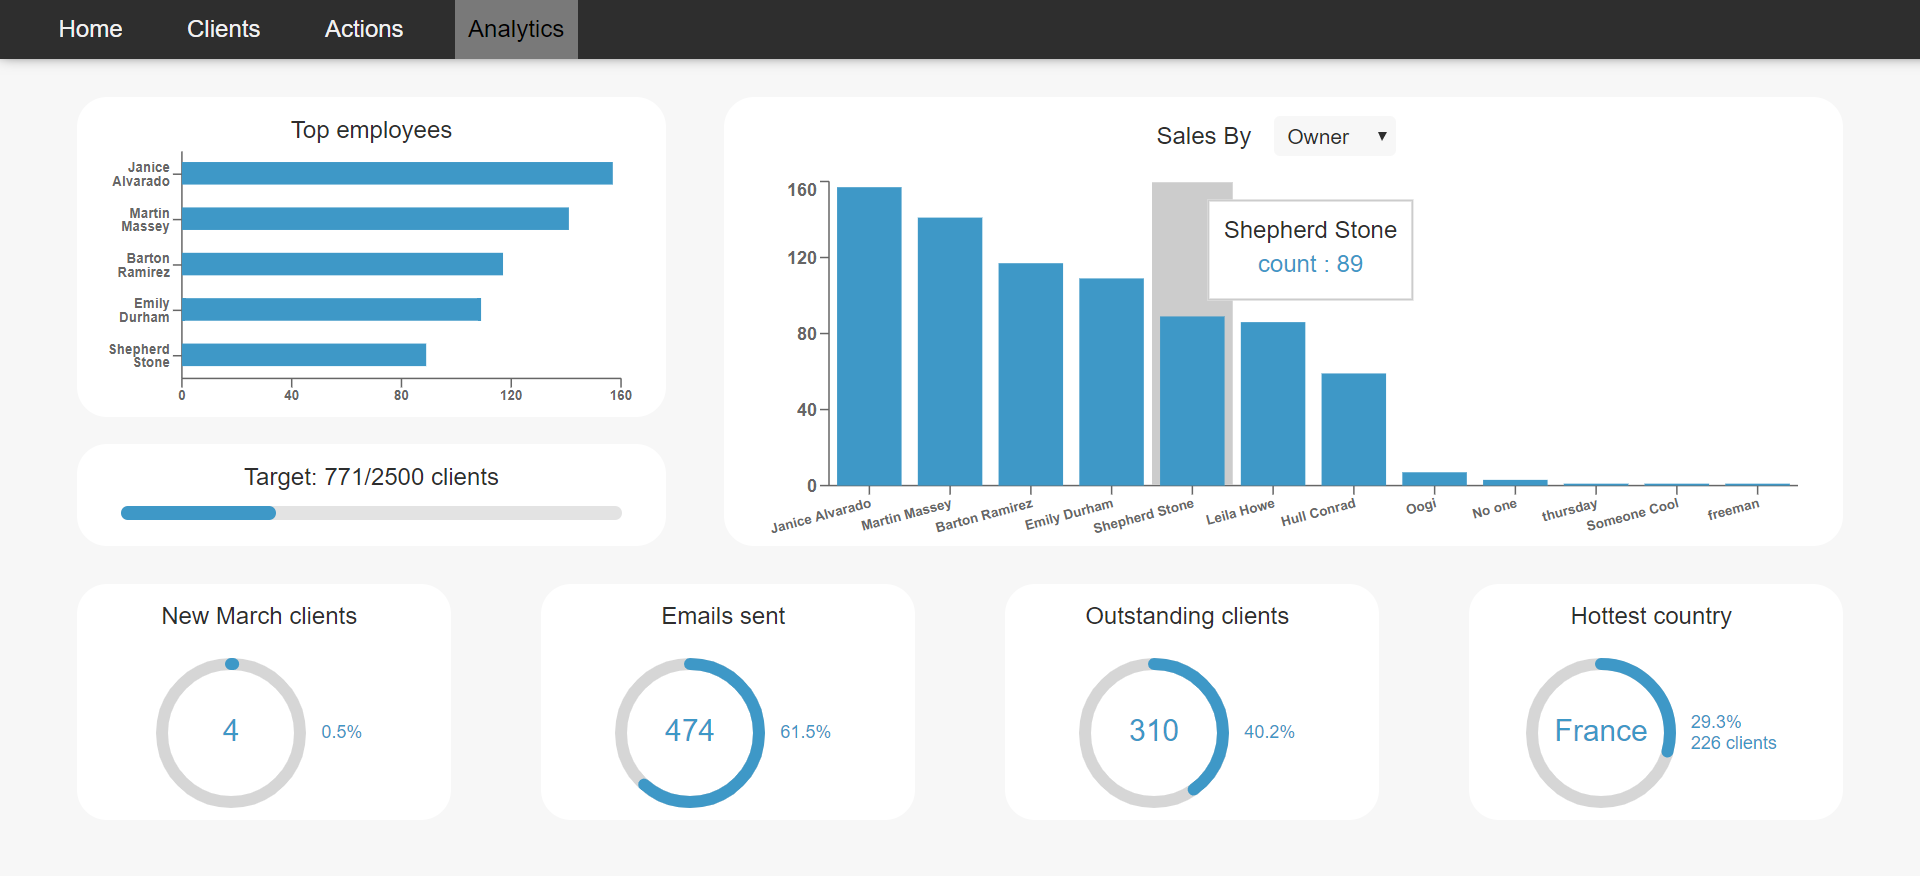 Home Clients Actions Analytics
Top employees
Janice
Alvarado
Martin
Massey
Barton
Ramirez
Emily
Durham
Shepherd
Stone
0 40 80 120 160
Target: 771/2500 clients
Sales By Owner ▼
160
120
80
40
0
Shepherd Stone
count : 89
Janice Alvarado Martin Massey Barton Ramirez Emily Durham Shepherd Stone Leila Howe Hull Conrad Oogi No one thursday Someone Cool freeman
New March clients
4
0.5%
Emails sent
474
61.5%
Outstanding clients
310
40.2%
Hottest country
France
29.3%
226 clients